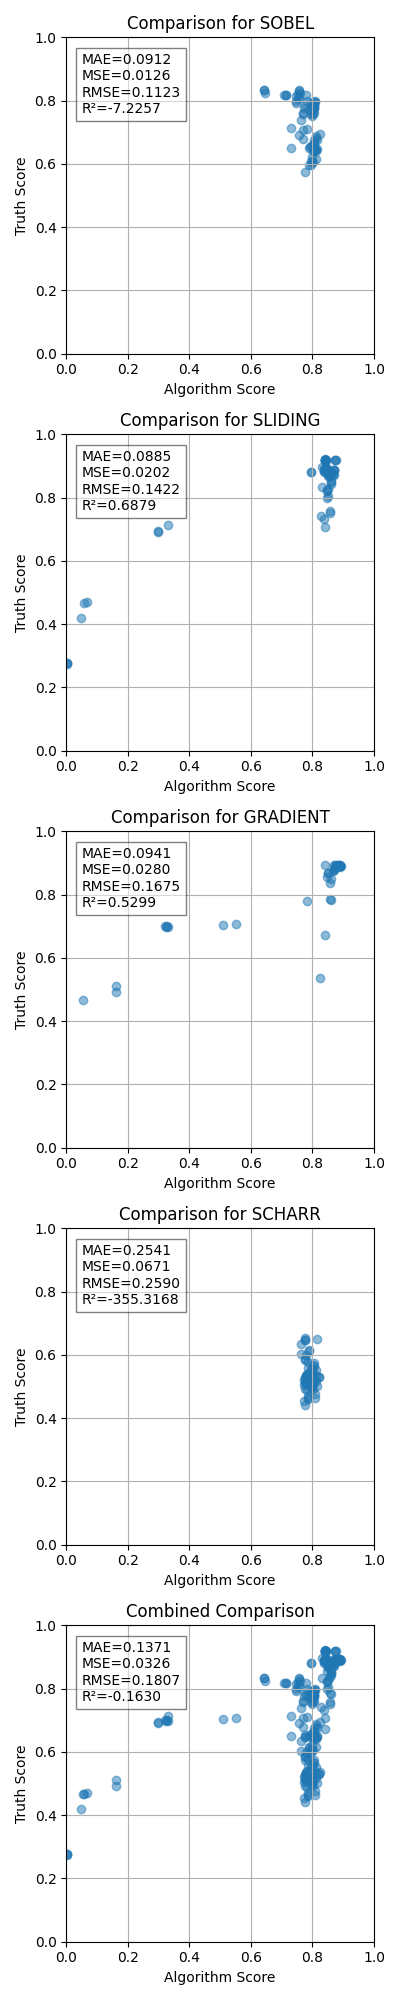 Comparison for SOBEL
1.0
MAE=0.0912
MSE=0.0126
RMSE=0.1123
R²=-7.2257
0.8
0.6
Truth Score
0.4
0.2
0.0
0.0 0.2 0.4 0.6 0.8 1.0
Algorithm Score
Comparison for SLIDING
1.0
MAE=0.0885
MSE=0.0202
RMSE=0.1422
R²=0.6879
0.8
0.6
Truth Score
0.4
0.2
0.0
0.0 0.2 0.4 0.6 0.8 1.0
Algorithm Score
Comparison for GRADIENT
1.0
MAE=0.0941
MSE=0.0280
RMSE=0.1675
R²=0.5299
0.8
0.6
Truth Score
0.4
0.2
0.0
0.0 0.2 0.4 0.6 0.8 1.0
Algorithm Score
Comparison for SCHARR
1.0
MAE=0.2541
MSE=0.0671
RMSE=0.2590
R²=-355.3168
0.8
0.6
Truth Score
0.4
0.2
0.0
0.0 0.2 0.4 0.6 0.8 1.0
Algorithm Score
Combined Comparison
1.0
MAE=0.1371
MSE=0.0326
RMSE=0.1807
R²=-0.1630
0.8
0.6
Truth Score
0.4
0.2
0.0
0.0 0.2 0.4 0.6 0.8 1.0
Algorithm Score